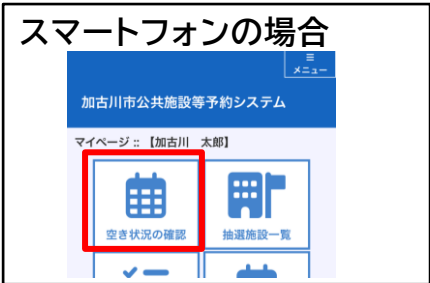 スマートフォンの場合
メニュー
加古川市公共施設等予約システム
マイページ :: 【加古川　太郎】
空き状況の確認
抽選施設一覧